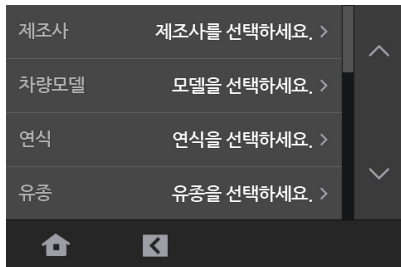 제조사 제조사를 선택하세요.
차량모델 모델을 선택하세요.
연식 연식을 선택하세요.
유종 유종을 선택하세요.